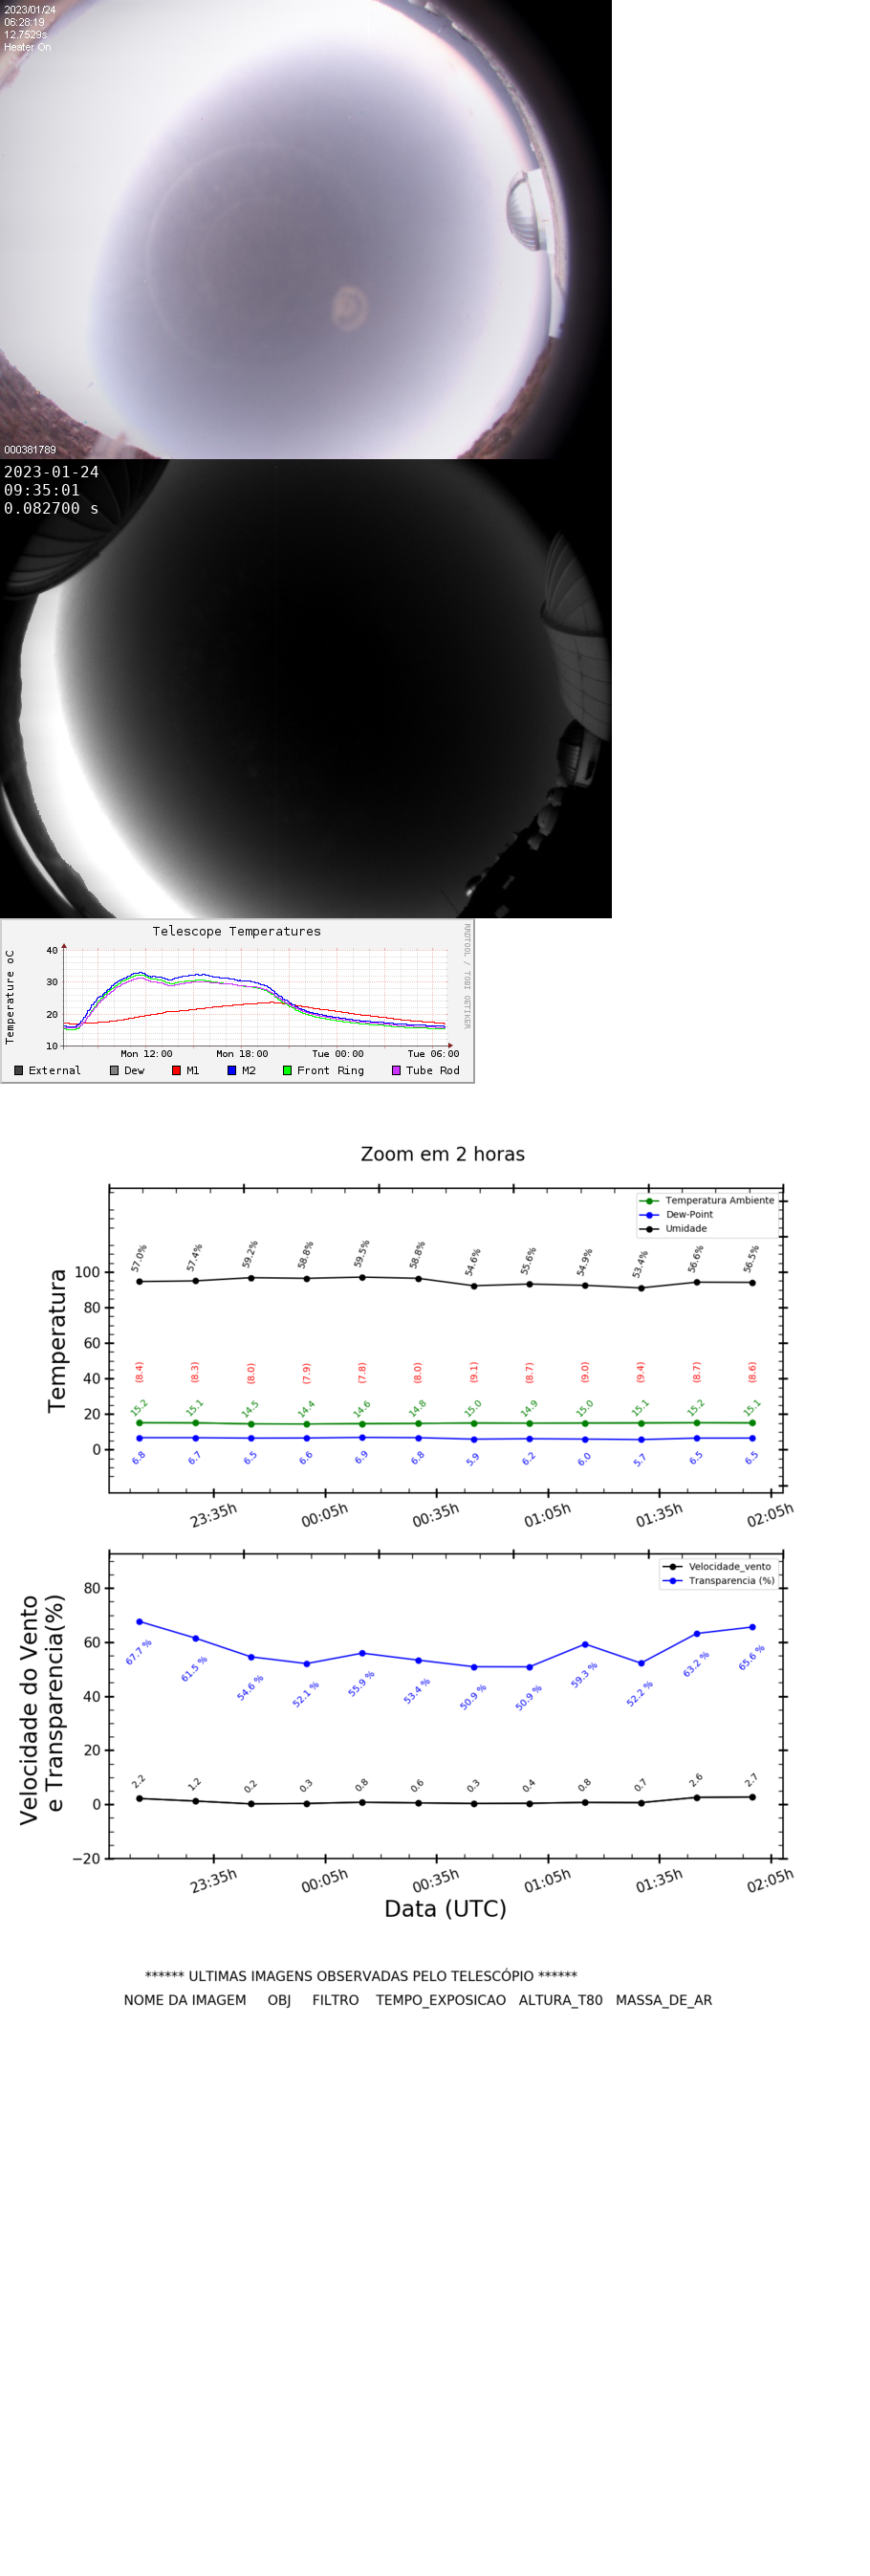 2023/01/24
06:28:19
12.7529s
Heater On
000381789
2023-01-24
09:35:01
0.082700 s
Telescope Temperatures
RRDTOOL / TOBI OETIKER
Temperature oC
40
30
20
10
Mon 12:00 Mon 18:00 Tue 00:00 Tue 06:00
External Dew M1 M2 Front Ring Tube Rod
Zoom em 2 horas
Temperatura Ambiente
Dew-Point
Umidade
57.0% 57.4% 59.2% 58.8% 59.5% 58.8% 54.6% 55.6% 54.9% 53.4% 56.6% 56.5%
Temperatura
100
80
60
40
20
0
(8.4) (8.3) (8.0) (7.9) (7.8) (8.0) (9.1) (8.7) (9.0) (9.4) (8.7) (8.6)
15.2 15.1 14.5 14.4 14.6 14.8 15.0 14.9 15.0 15.1 15.2 15.1
6.8 6.7 6.5 6.6 6.9 6.8 5.9 6.2 6.0 5.7 6.5 6.5
23:35h 00:05h 00:35h 01:05h 01:35h 02:05h
Velocidade_vento
Transparencia (%)
Velocidade do Vento
e Transparencia(%)
80
60
40
20
0
−20
67.7 % 61.5 % 54.6 % 52.1 % 55.9 % 53.4 % 50.9 % 50.9 % 59.3 % 52.2 % 63.2 % 65.6 %
2.2 1.2 0.2 0.3 0.8 0.6 0.3 0.4 0.8 0.7 2.6 2.7
23:35h 00:05h 00:35h 01:05h 01:35h 02:05h
Data (UTC)
****** ULTIMAS IMAGENS OBSERVADAS PELO TELESCÓPIO ******
NOME DA IMAGEM OBJ FILTRO TEMPO_EXPOSICAO ALTURA_T80 MASSA_DE_AR